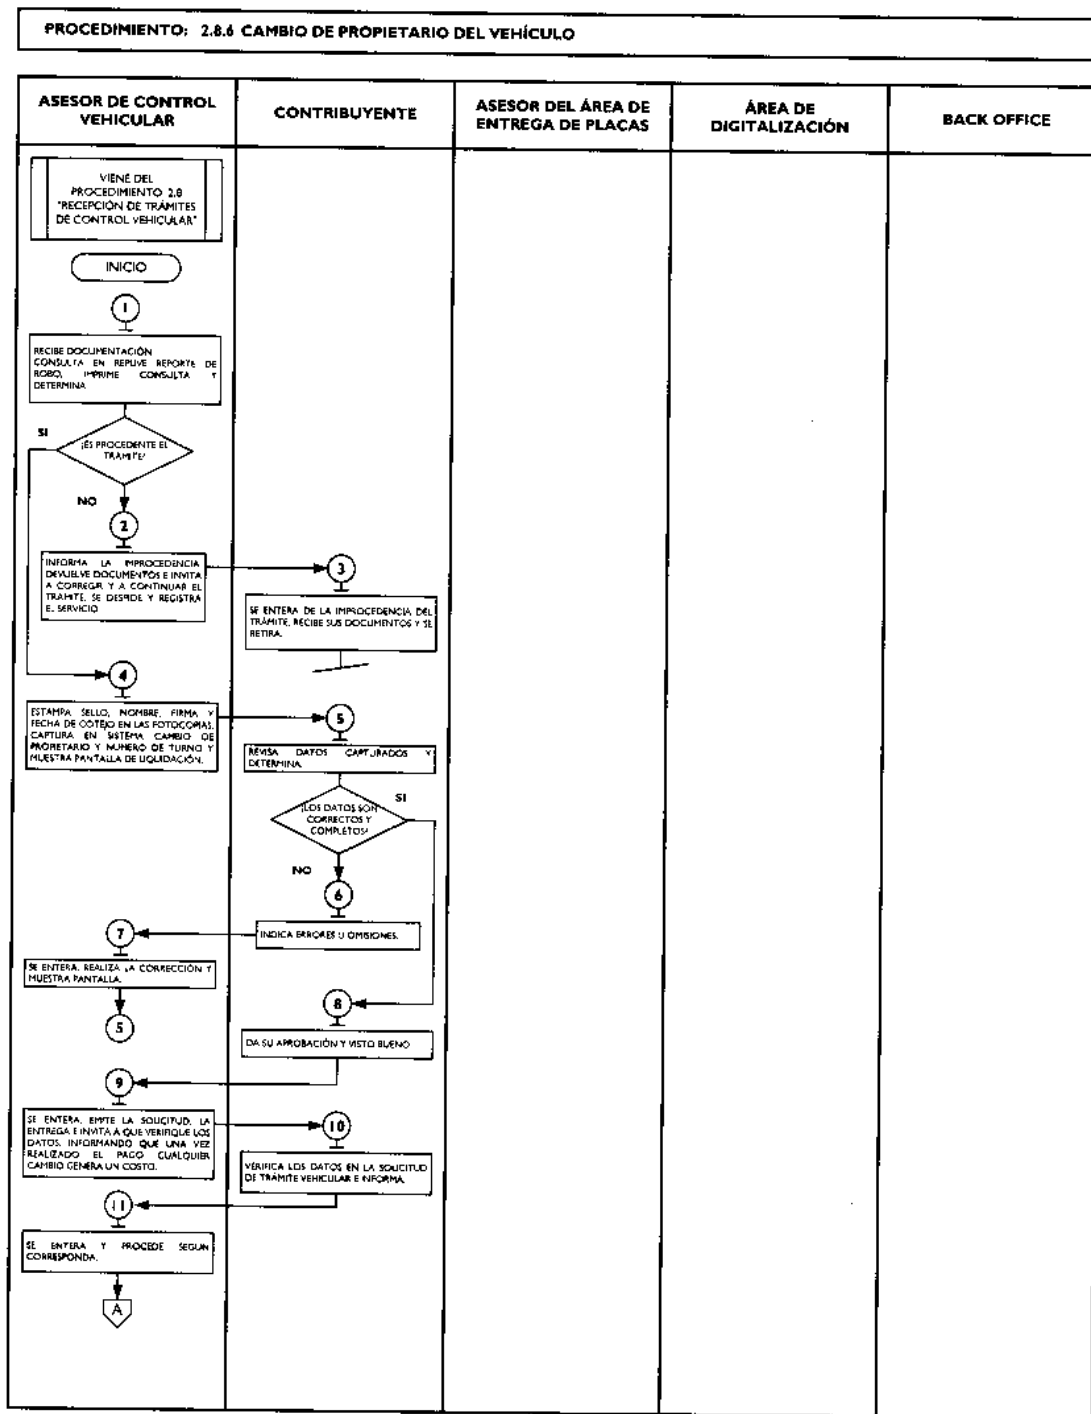 PROCEDIMIENTO: 2.8.6 CAMBIO DE PROPIETARIO DEL VEHÍCULO
ASESOR DE CONTROL
VEHICULAR
CONTRIBUYENTE
ASESOR DEL ÁREA DE
ENTREGA DE PLACAS
ÁREA DE
DIGITALIZACIÓN
BACK OFFICE
VIENE DEL
PROCEDIMIENTO 2.8
"RECEPCIÓN DE TRÁMITES
DE CONTROL VEHICULAR"
INICIO
1
RECIBE DOCUMENTACIÓN
CONSULTA EN REPUVE REPORTE DE
ROBO, IMPRIME CONSULTA Y
DETERMINA
SI
¿ES PROCEDENTE EL
TRÁMITE?
NO
2
INFORMA LA IMPROCEDENCIA
DEVUELVE DOCUMENTOS E INVITA
A CORREGIR Y A CONTINUAR EL
TRÁMITE, SE DESPIDE Y REGISTRA
EL SERVICIO
3
SE ENTERA DE LA IMPROCEDENCIA DEL
TRÁMITE, RECIBE SUS DOCUMENTOS Y SE
RETIRA.
4
ESTAMPA SELLO, NOMBRE, FIRMA Y
FECHA DE COTEJO EN LAS FOTOCOPIAS,
CAPTURA EN SISTEMA CAMBIO DE
PROPIETARIO Y NUMERO DE TURNO Y
MUESTRA PANTALLA DE LIQUIDACIÓN.
5
REVISA DATOS CAPTURADOS Y
DETERMINA
SI
¿LOS DATOS SON
CORRECTOS Y
COMPLETOS?
NO
6
INDICA ERRORES U OMISIONES.
7
SE ENTERA, REALIZA LA CORRECCIÓN Y
MUESTRA PANTALLA.
5
8
DA SU APROBACIÓN Y VISTO BUENO
9
SE ENTERA, EMITE LA SOLICITUD, LA
ENTREGA E INVITA A QUE VERIFIQUE LOS
DATOS, INFORMANDO QUE UNA VEZ
REALIZADO EL PAGO CUALQUIER
CAMBIO GENERA UN COSTO.
10
VERIFICA LOS DATOS EN LA SOLICITUD
DE TRÁMITE VEHICULAR E INFORMA.
11
SE ENTERA Y PROCEDE SEGUN
CORRESPONDA.
A